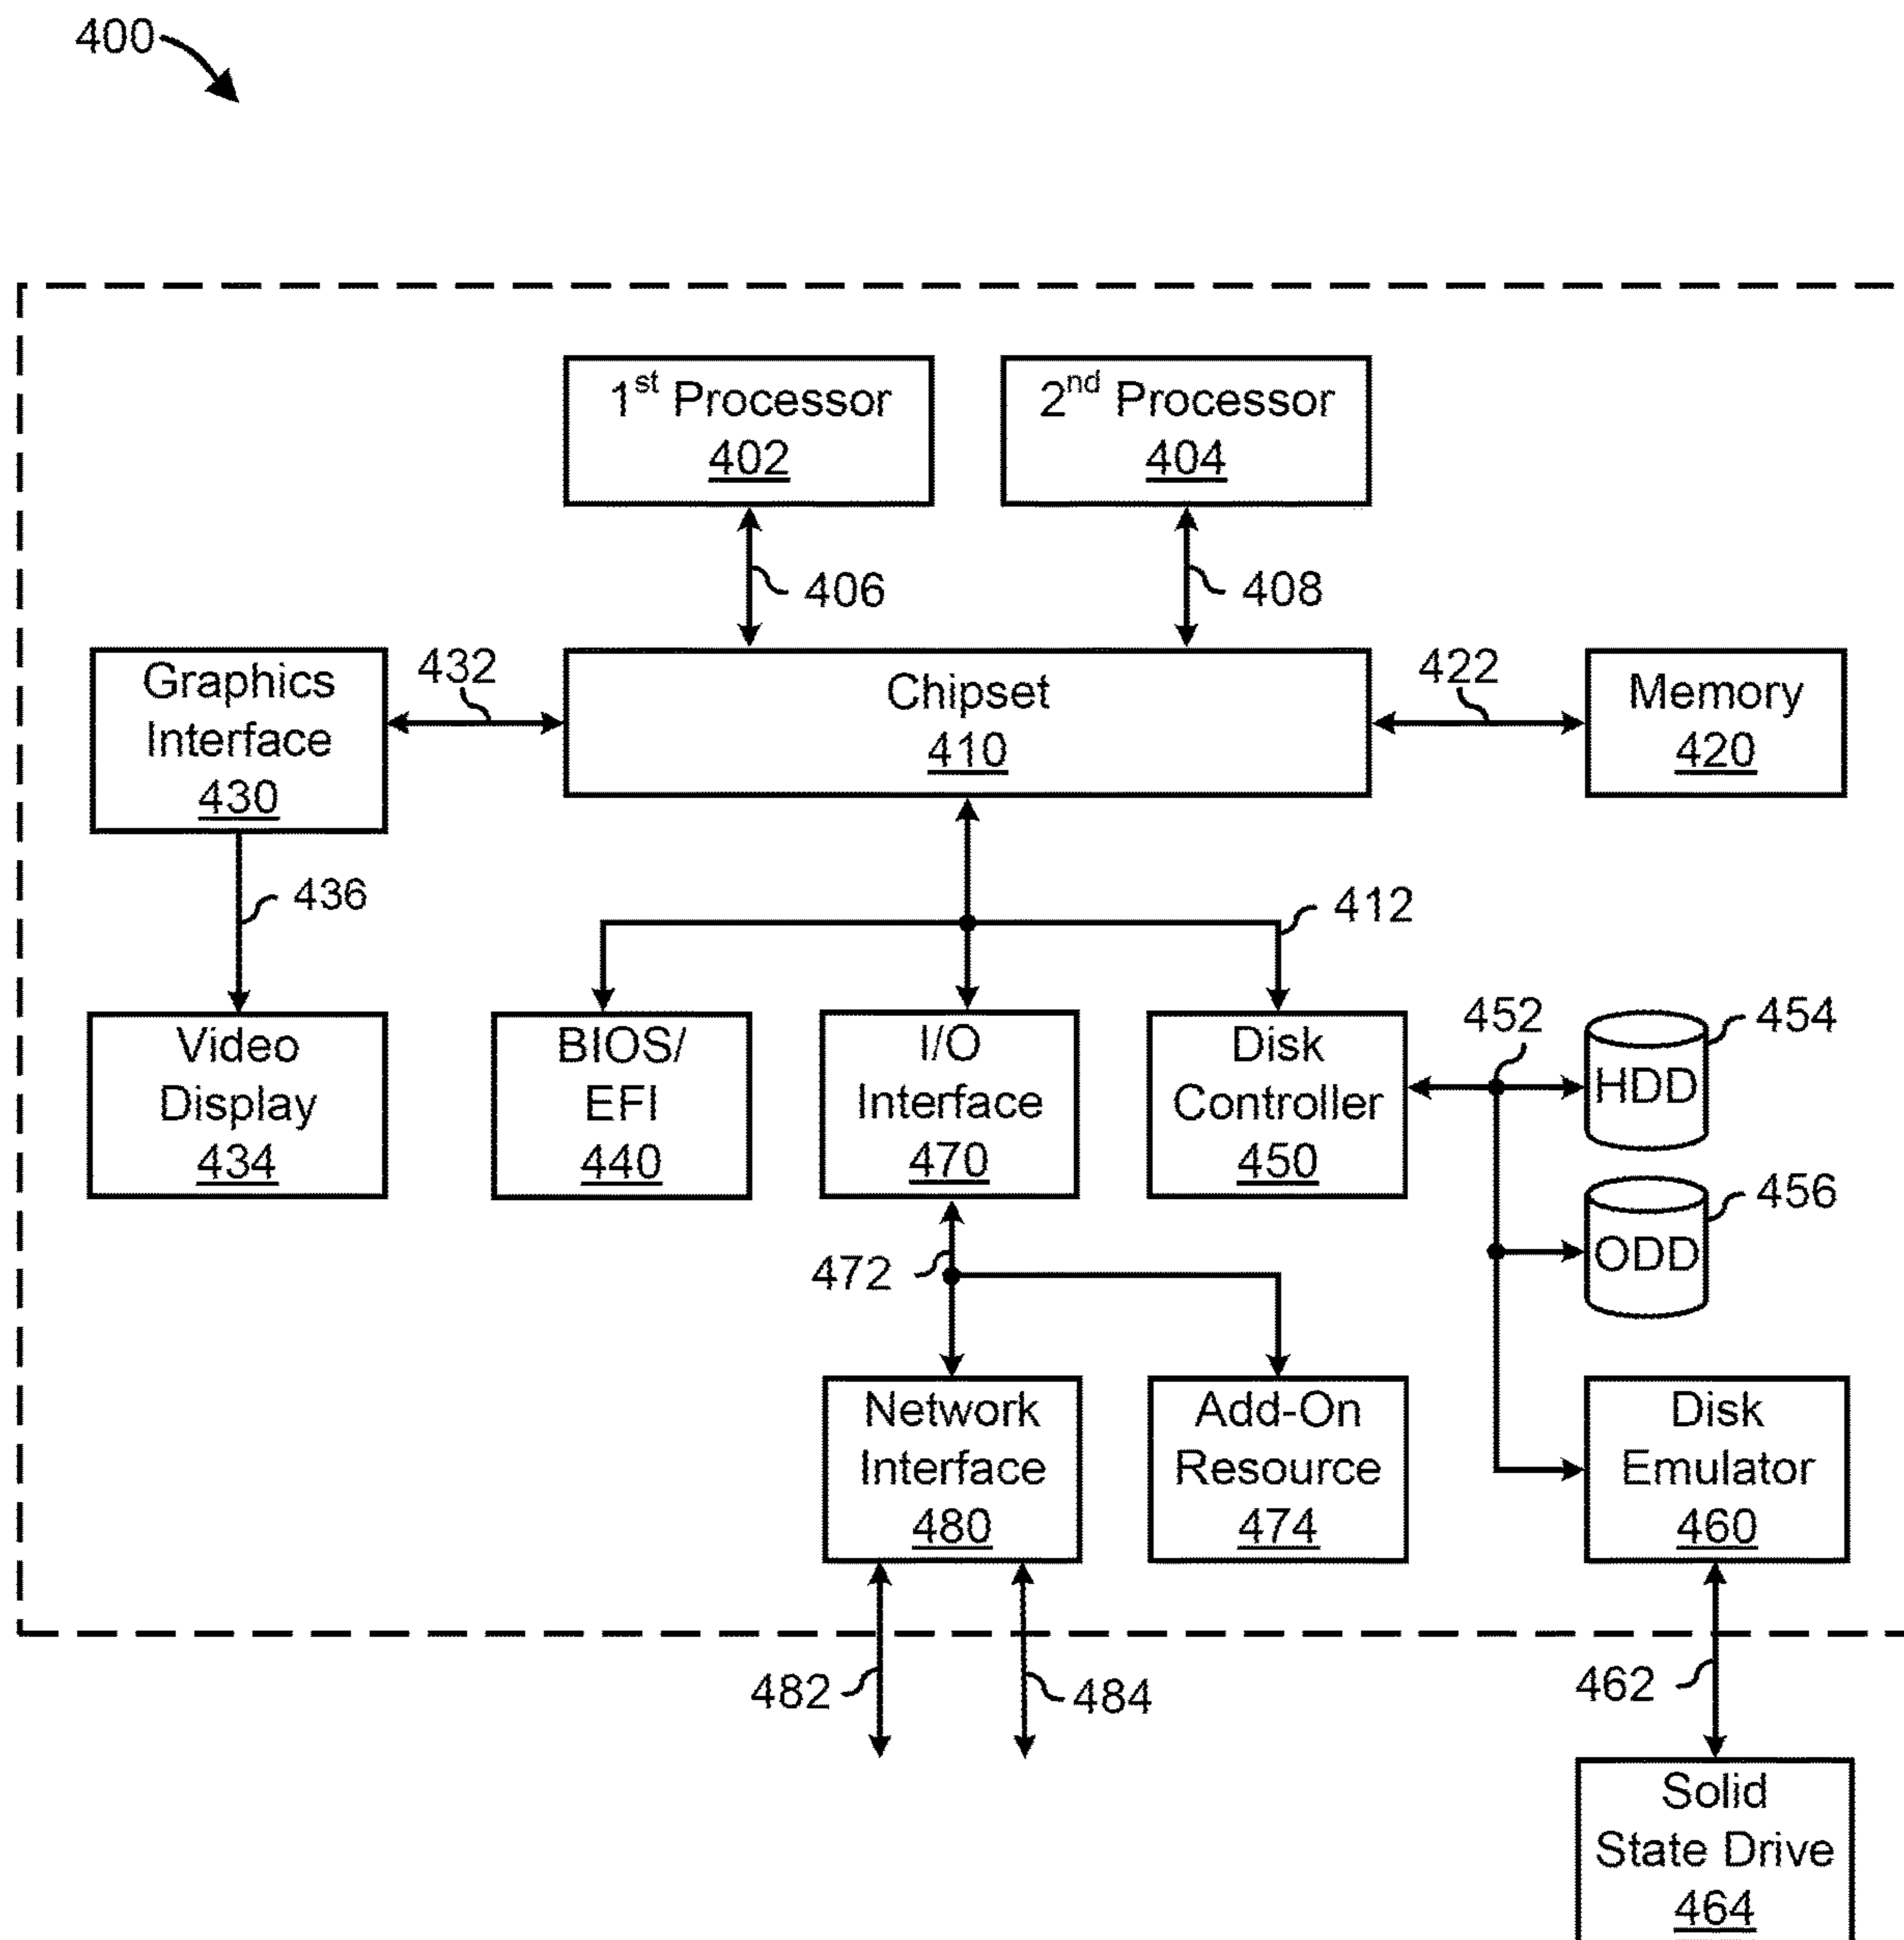 400
1st Processor
402
2nd Processor
404
406
408
Graphics
Interface
430
432
Chipset
410
422
Memory
420
436
412
Video
Display
434
BIOS/
EFI
440
I/O
Interface
470
Disk
Controller
450
452
HDD
454
ODD
456
472
Network
Interface
480
Add-On
Resource
474
Disk
Emulator
460
482
484
462
Solid
State Drive
464